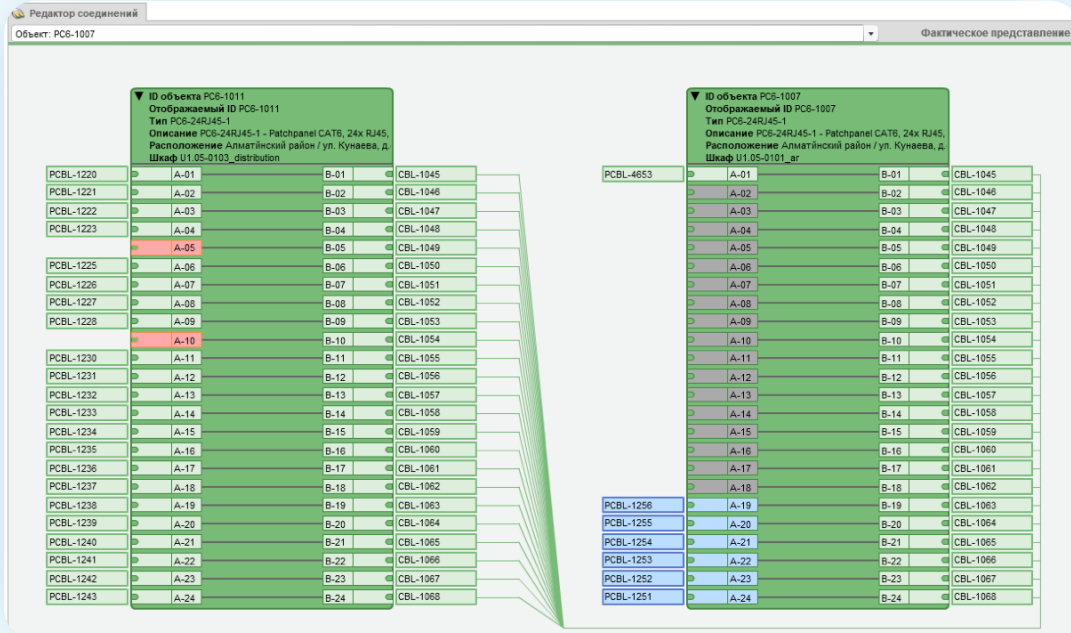 Редактор соединений
Объект: PC6-1007
Фактическое представление
ID объекта PC6-1011
Отображаемый ID PC6-1011
Тип PC6-24RJ45-1
Описание PC6-24RJ45-1 - Patchpanel CAT6, 24x RJ45,
Расположение Алматйнский район / ул. Кунаева, д.
Шкаф U1.05-0103_distribution
PCBL-1220 A-01 B-01 CBL-1045
PCBL-1221 A-02 B-02 CBL-1046
PCBL-1222 A-03 B-03 CBL-1047
PCBL-1223 A-04 B-04 CBL-1048
A-05 B-05 CBL-1049
PCBL-1225 A-06 B-06 CBL-1050
PCBL-1226 A-07 B-07 CBL-1051
PCBL-1227 A-08 B-08 CBL-1052
PCBL-1228 A-09 B-09 CBL-1053
A-10 B-10 CBL-1054
PCBL-1230 A-11 B-11 CBL-1055
PCBL-1231 A-12 B-12 CBL-1056
PCBL-1232 A-13 B-13 CBL-1057
PCBL-1233 A-14 B-14 CBL-1058
PCBL-1234 A-15 B-15 CBL-1059
PCBL-1235 A-16 B-16 CBL-1060
PCBL-1236 A-17 B-17 CBL-1061
PCBL-1237 A-18 B-18 CBL-1062
PCBL-1238 A-19 B-19 CBL-1063
PCBL-1239 A-20 B-20 CBL-1064
PCBL-1240 A-21 B-21 CBL-1065
PCBL-1241 A-22 B-22 CBL-1066
PCBL-1242 A-23 B-23 CBL-1067
PCBL-1243 A-24 B-24 CBL-1068
ID объекта PC6-1007
Отображаемый ID PC6-1007
Тип PC6-24RJ45-1
Описание PC6-24RJ45-1 - Patchpanel CAT6, 24x RJ45,
Расположение Алматйнский район / ул. Кунаева, д.
Шкаф U1.05-0101_ar
PCBL-4653 A-01 B-01 CBL-1045
A-02 B-02 CBL-1046
A-03 B-03 CBL-1047
A-04 B-04 CBL-1048
A-05 B-05 CBL-1049
A-06 B-06 CBL-1050
A-07 B-07 CBL-1051
A-08 B-08 CBL-1052
A-09 B-09 CBL-1053
A-10 B-10 CBL-1054
A-11 B-11 CBL-1055
A-12 B-12 CBL-1056
A-13 B-13 CBL-1057
A-14 B-14 CBL-1058
A-15 B-15 CBL-1059
A-16 B-16 CBL-1060
A-17 B-17 CBL-1061
A-18 B-18 CBL-1062
PCBL-1256 A-19 B-19 CBL-1063
PCBL-1255 A-20 B-20 CBL-1064
PCBL-1254 A-21 B-21 CBL-1065
PCBL-1253 A-22 B-22 CBL-1066
PCBL-1252 A-23 B-23 CBL-1067
PCBL-1251 A-24 B-24 CBL-1068